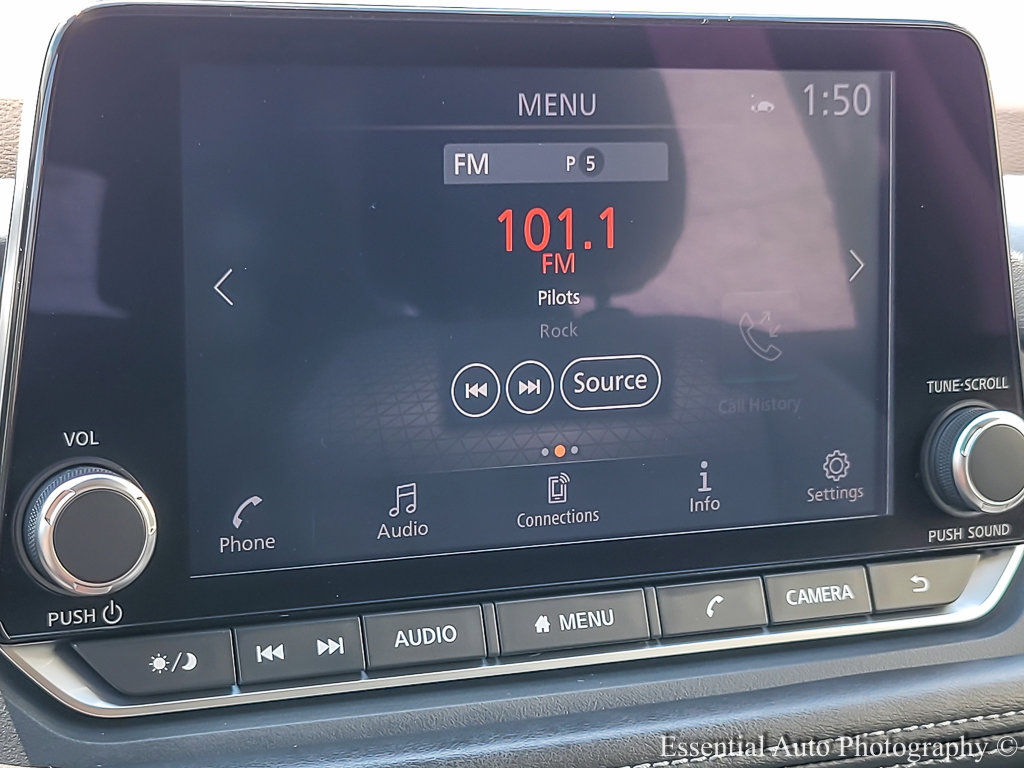 MENU
1:50
FM P 5
101.1
FM
Pilots
Rock
Source
Call History
Phone
Audio
Connections
Info
Settings
VOL
PUSH
TUNE·SCROLL
PUSH SOUND
AUDIO
MENU
CAMERA
Essential Auto Photography ©